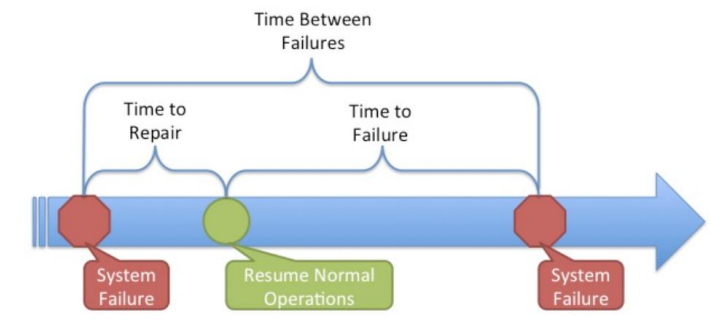 Time Between
Failures
Time to
Repair
Time to
Failure
System
Failure
Resume Normal
Operations
System
Failure